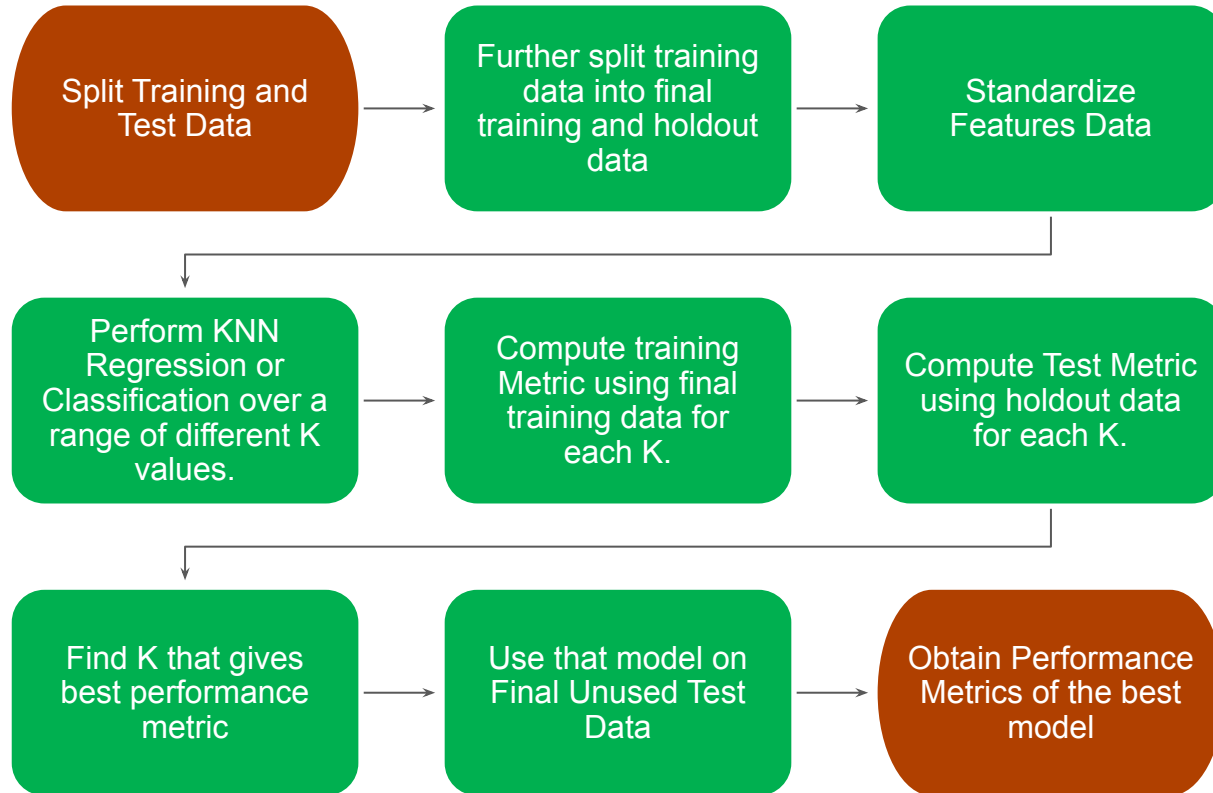 Split Training and
Test Data
Further split training
data into final
training and holdout
data
Standardize
Features Data
Perform KNN
Regression or
Classification over a
range of different K
values.
Compute training
Metric using final
training data for
each K.
Compute Test Metric
using holdout data
for each K.
Find K that gives
best performance
metric
Use that model on
Final Unused Test
Data
Obtain Performance
Metrics of the best
model